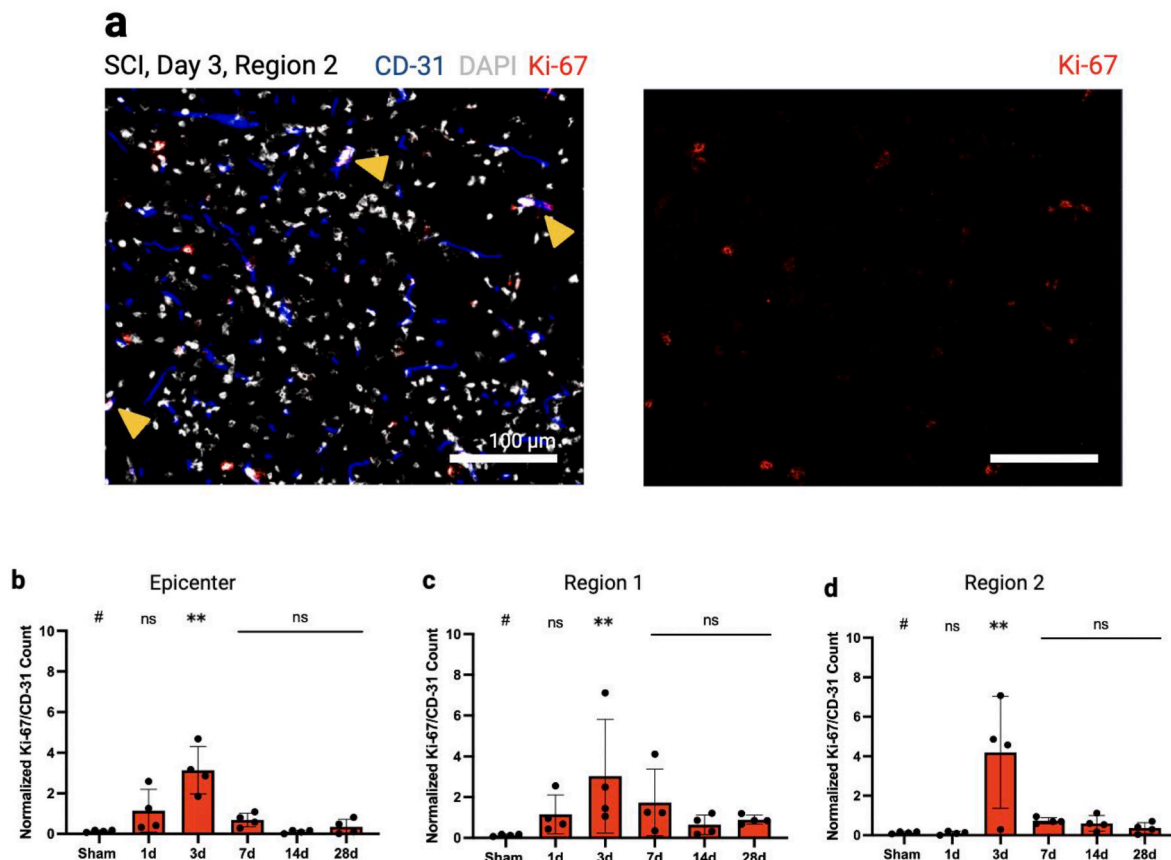 a
SCI, Day 3, Region 2 CD-31 DAPI Ki-67
Ki-67
100 µm
b Epicenter
# ns ** ns
Normalized Ki-67/CD-31 Count
10
8
6
4
2
0
Sham 1d 3d 7d 14d 28d
c Region 1
# ns ** ns
Normalized Ki-67/CD-31 Count
10
8
6
4
2
0
Sham 1d 3d 7d 14d 28d
d Region 2
# ns ** ns
Normalized Ki-67/CD-31 Count
10
8
6
4
2
0
Sham 1d 3d 7d 14d 28d